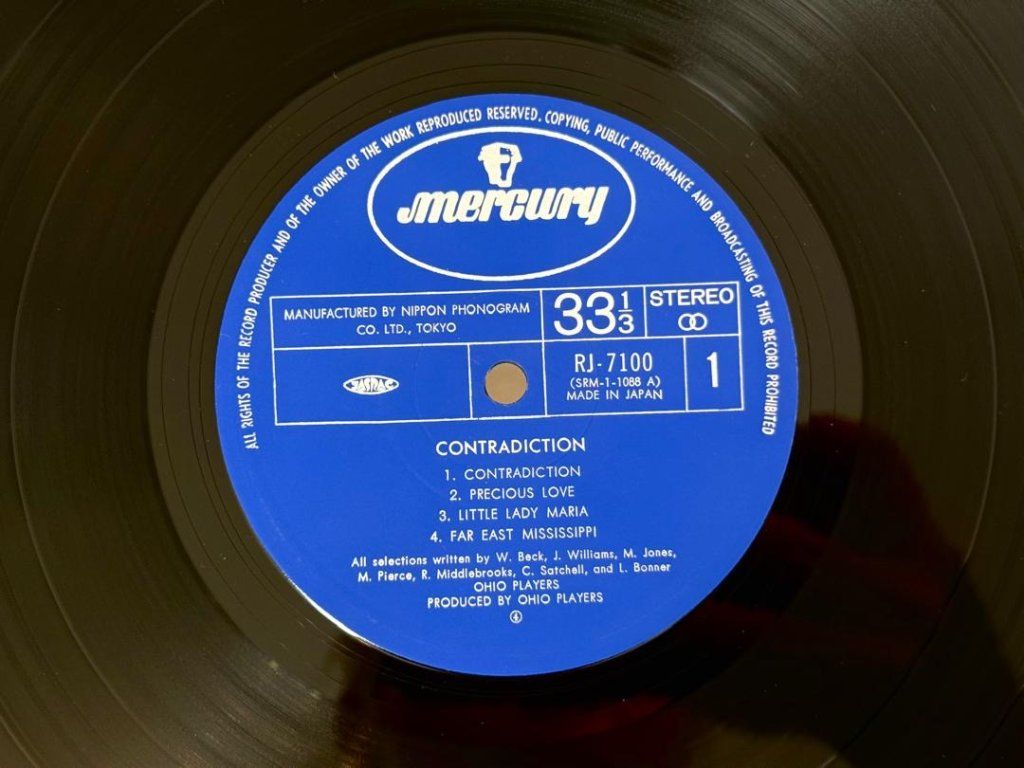 ALL RIGHTS OF THE RECORD PRODUCER AND OF THE OWNER OF THE WORK REPRODUCED RESERVED. COPYING, PUBLIC PERFORMANCE AND BROADCASTING OF THIS RECORD PROHIBITED
mercury
MANUFACTURED BY NIPPON PHONOGRAM
CO. LTD., TOKYO
33 1/3
STEREO
JASRAC
RJ-7100
(SRM-1-1088 A)
MADE IN JAPAN
1
CONTRADICTION
1. CONTRADICTION
2. PRECIOUS LOVE
3. LITTLE LADY MARIA
4. FAR EAST MISSISSIPPI
All selections written by W. Beck, J. Williams, M. Jones,
M. Pierce, R. Middlebrooks, C. Satchell, and L. Bonner
OHIO PLAYERS
PRODUCED BY OHIO PLAYERS
④